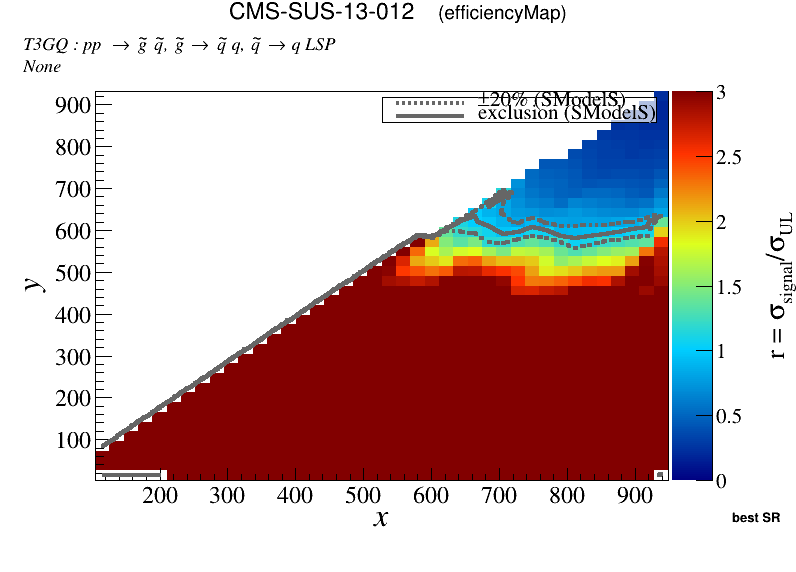 CMS-SUS-13-012 (efficiencyMap)
T3GQ : pp → g̃ q̃, g̃ → q̃ q, q̃ → q LSP
None
±20% (SModelS)
exclusion (SModelS)
900
800
700
600
500
400
300
200
100
y
200 300 400 500 600 700 800 900
x
3
2.5
2
1.5
1
0.5
0
r = σsignal/σUL
best SR